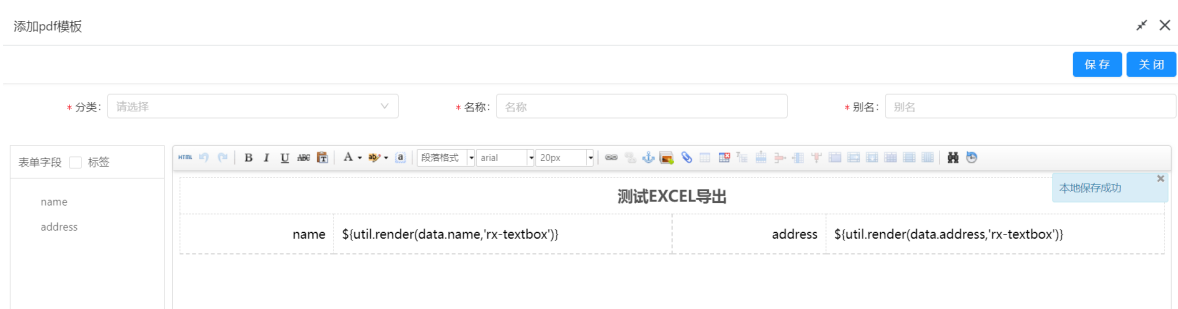 添加pdf模板
保存 关闭
* 分类: 请选择 * 名称: 名称 * 别名: 别名
表单字段 标签
HTML B I U ABC A ab a 段落格式 arial 20px
本地保存成功
测试EXCEL导出
name
address
name ${util.render(data.name,'rx-textbox')} address ${util.render(data.address,'rx-textbox')}